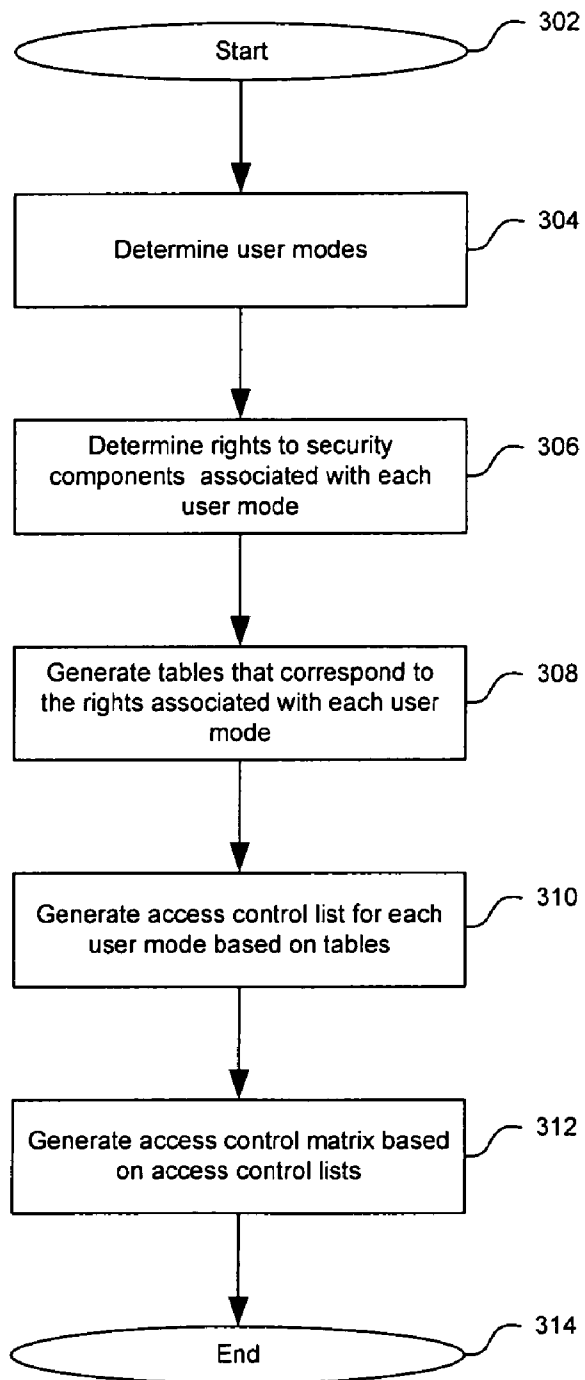 302
Start
304
Determine user modes
306
Determine rights to security
components associated with each
user mode
308
Generate tables that correspond to
the rights associated with each user
mode
310
Generate access control list for each
user mode based on tables
312
Generate access control matrix based
on access control lists
314
End